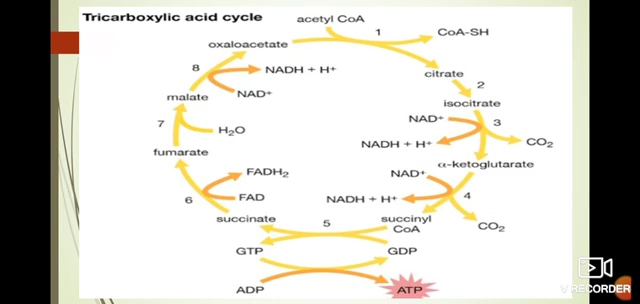 Tricarboxylic acid cycle
acetyl CoA
1
CoA-SH
oxaloacetate
citrate
2
isocitrate
NAD+
3
NADH + H+
CO₂
α-ketoglutarate
NAD+
4
NADH + H+
CO₂
succinyl
CoA
5
succinate
GTP
GDP
ADP
ATP
6
FADH₂
FAD
fumarate
7
H₂O
malate
8
NADH + H+
NAD+
V RECORDER